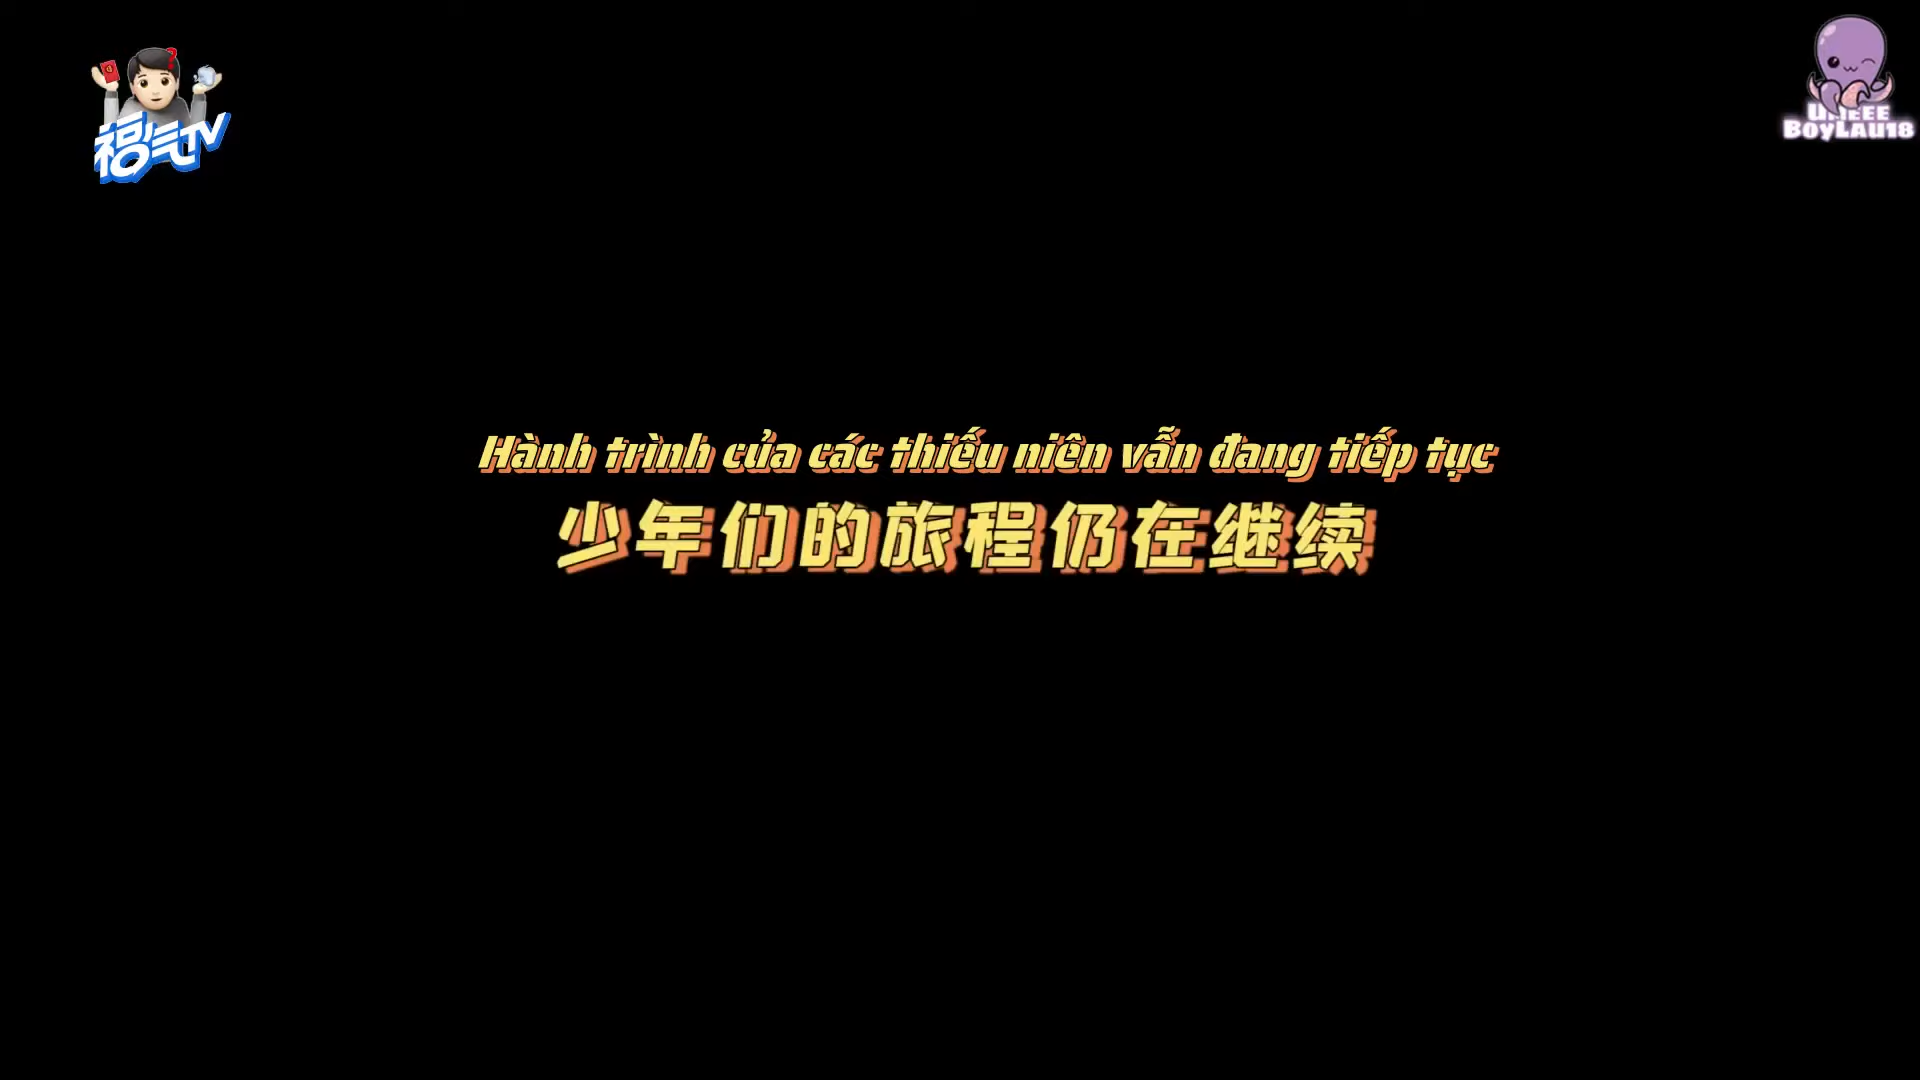 福气TV
UMEEE
BOYLAU18
Hành trình của các thiếu niên vẫn đang tiếp tục
少年们的旅程仍在继续